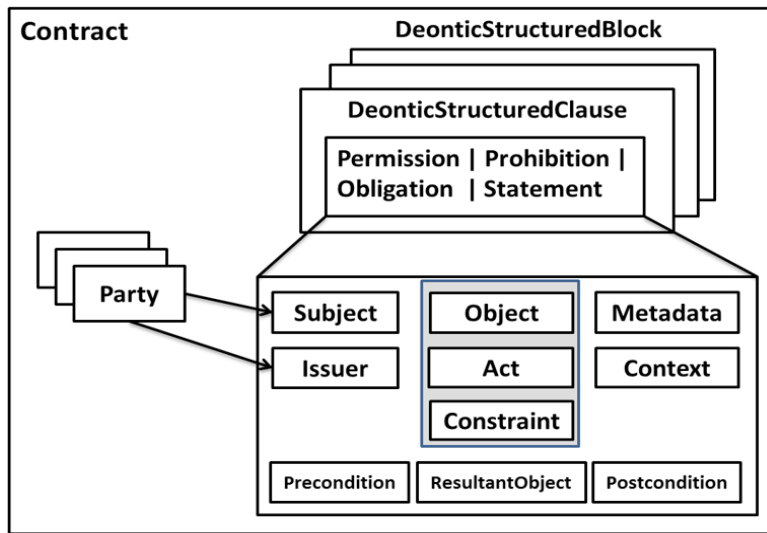 Contract
DeonticStructuredBlock
DeonticStructuredClause
Permission | Prohibition |
Obligation | Statement
Party
Subject
Object
Metadata
Issuer
Act
Context
Constraint
Precondition
ResultantObject
Postcondition